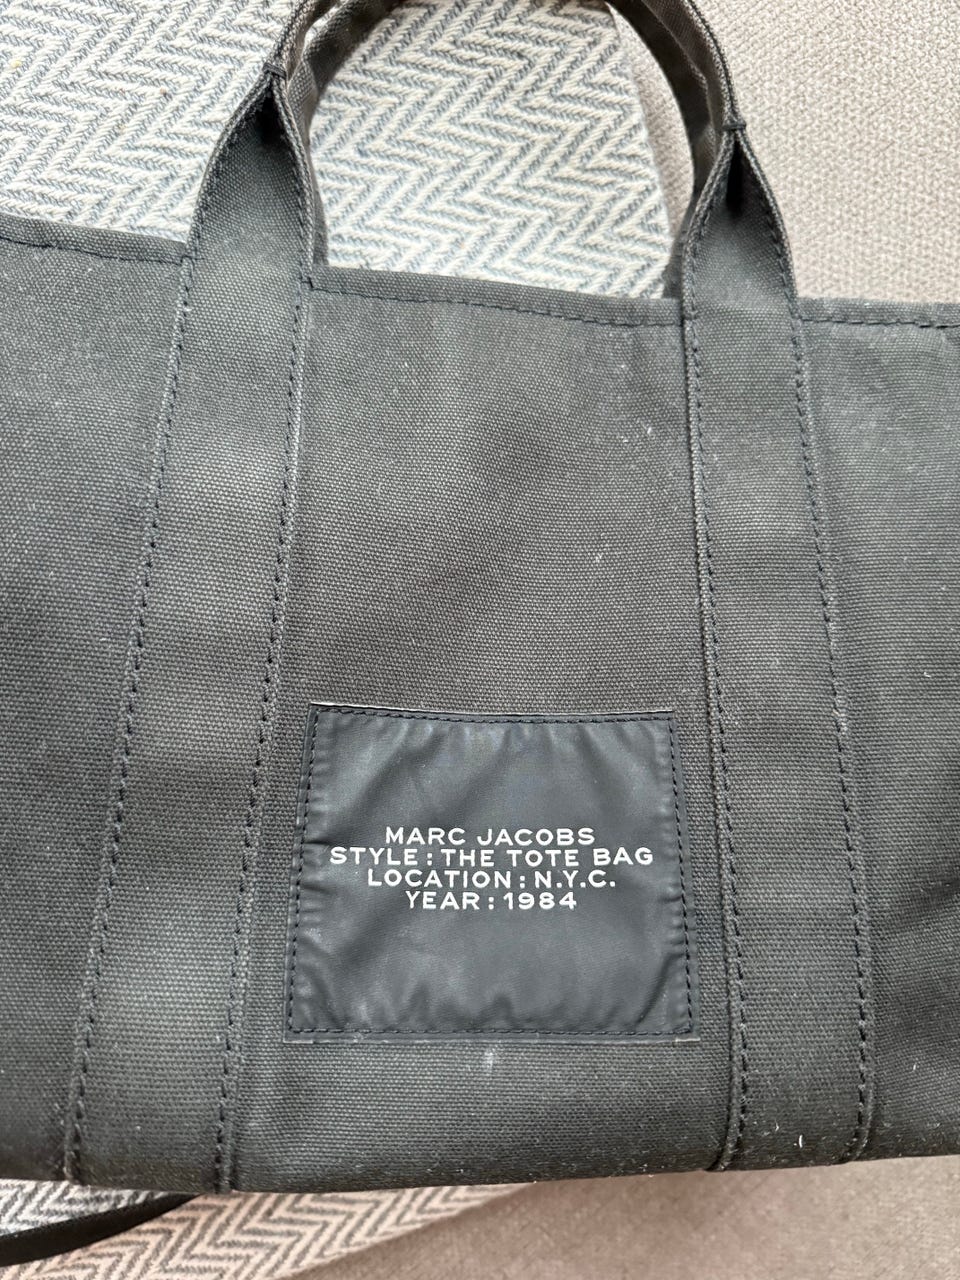 MARC JACOBS
STYLE: THE TOTE BAG
LOCATION: N.Y.C.
YEAR: 1984